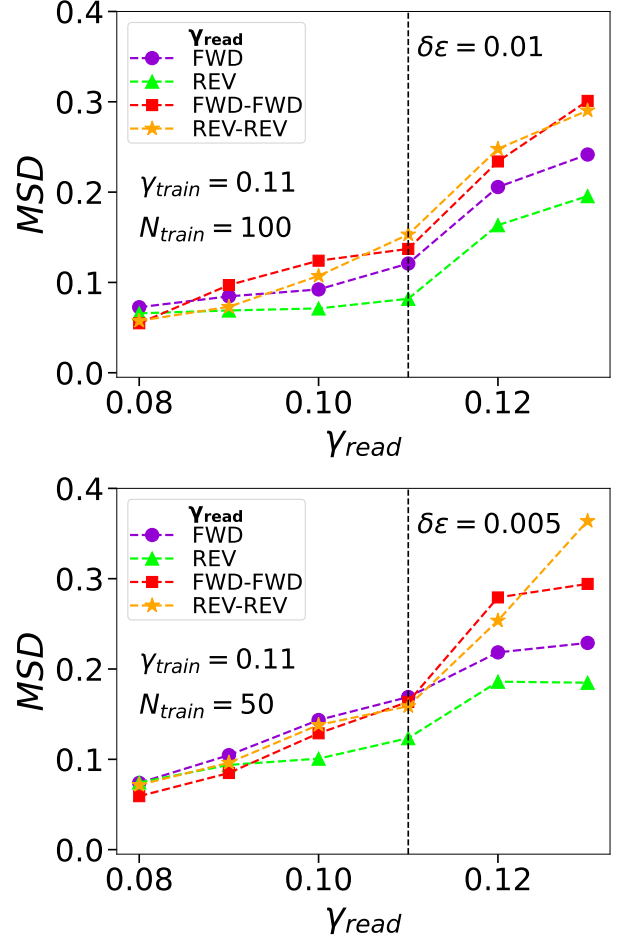 0.4
γread
FWD
REV
FWD-FWD
REV-REV
δε = 0.01
0.3
γtrain = 0.11
0.2
Ntrain = 100
MSD
0.1
0.0
0.08
0.10
0.12
γread
0.4
γread
FWD
REV
FWD-FWD
REV-REV
δε = 0.005
0.3
γtrain = 0.11
0.2
Ntrain = 50
MSD
0.1
0.0
0.08
0.10
0.12
γread